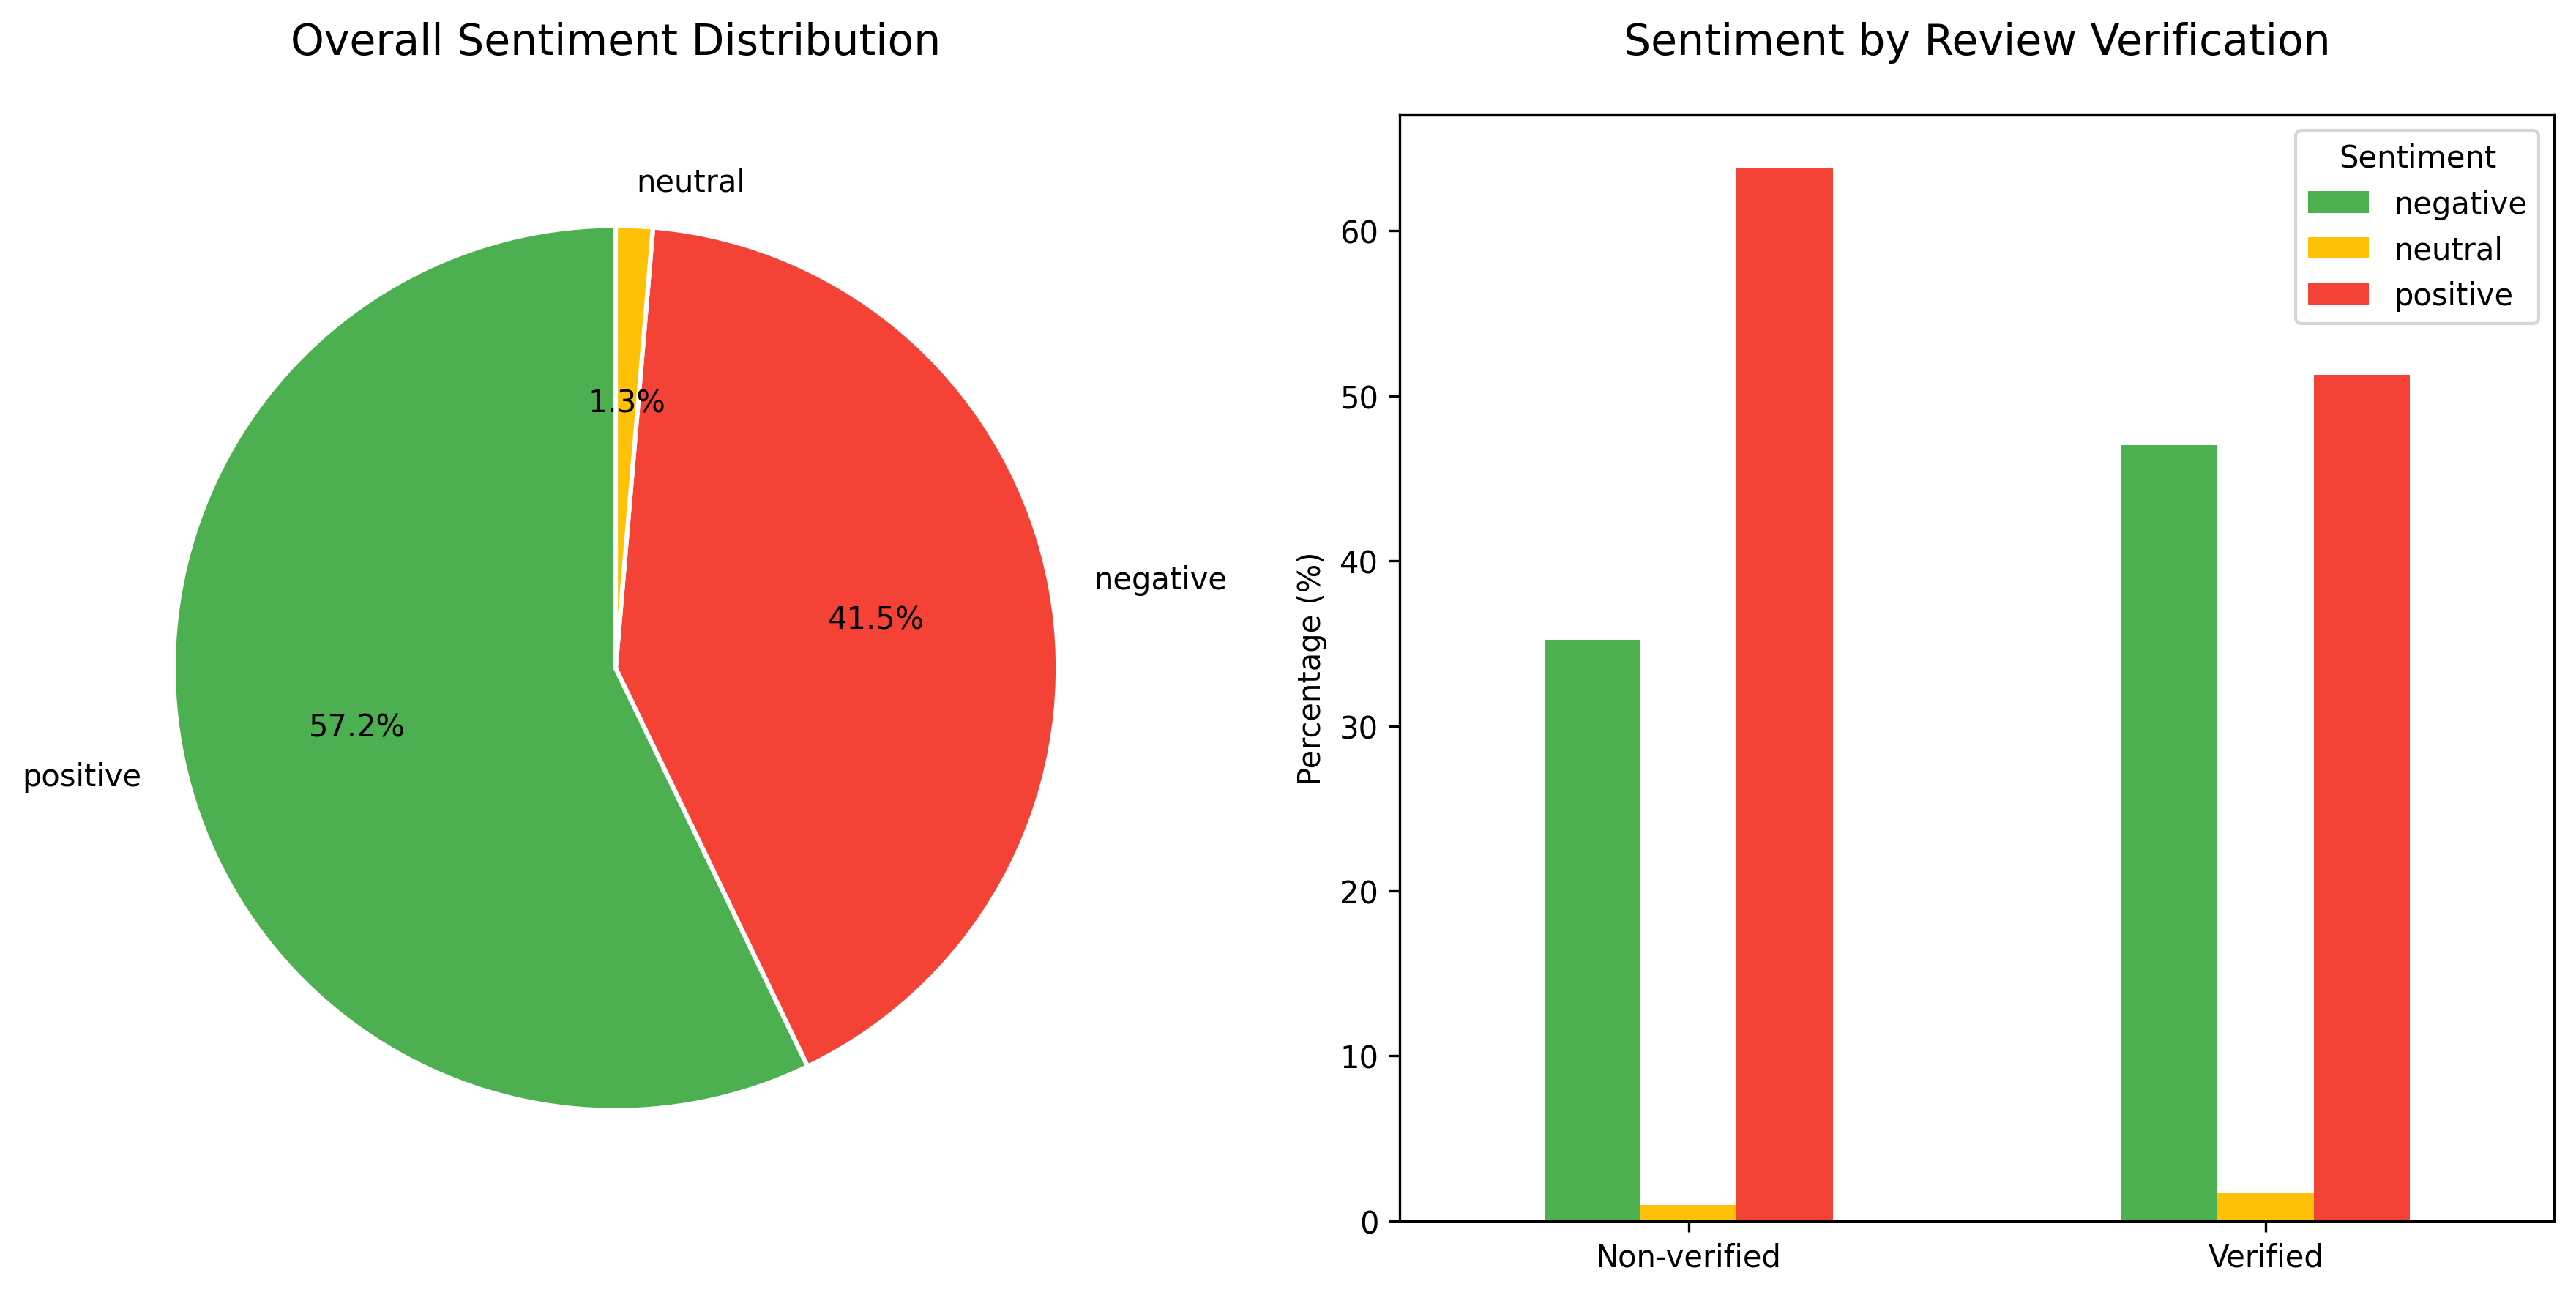 Overall Sentiment Distribution
neutral
1.3%
negative
41.5%
57.2%
positive
Sentiment by Review Verification
Sentiment
negative
neutral
positive
Percentage (%)
60
50
40
30
20
10
0
Non-verified
Verified